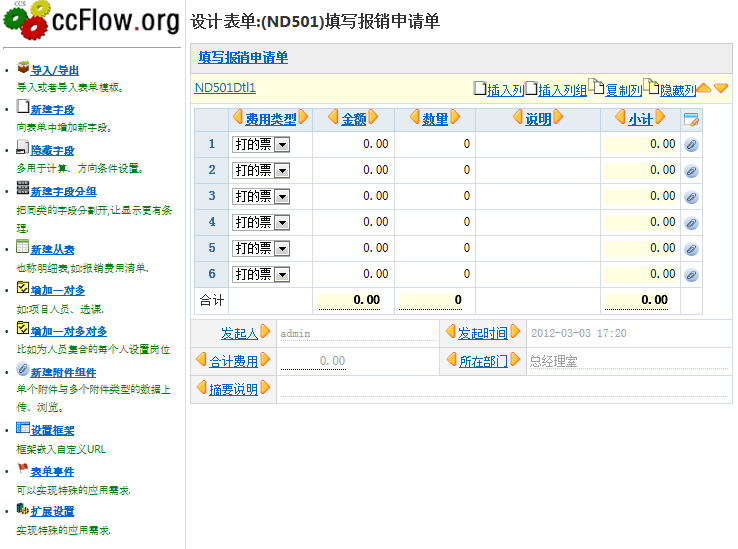 CCIS
ccFlow.org
导入/导出
导入或者导入表单模板。
新建字段
向表单中增加新字段。
隐藏字段
多用于计算、方向条件设置。
新建字段分组
把同类的字段分割开,让显示更有条
理.
新建从表
也称明细表,如:报销费用清单.
增加一对多
如:项目人员、选课.
增加一对多对多
比如为人员集合的每个人设置岗位
新建附件组件
单个附件与多个附件类型的数据上
传、浏览。
设置框架
框架嵌入自定义URL
表单事件
可以实现特殊的应用需求.
扩展设置
实现特殊的应用需求.
设计表单:(ND501)填写报销申请单
填写报销申请单
ND501Dtl1 插入列 插入列组 复制列 隐藏列
费用类型 金额 数量 说明 小计
1 打的票 0.00 0 0.00
2 打的票 0.00 0 0.00
3 打的票 0.00 0 0.00
4 打的票 0.00 0 0.00
5 打的票 0.00 0 0.00
6 打的票 0.00 0 0.00
合计 0.00 0 0.00
发起人 admin 发起时间 2012-03-03 17:20
合计费用 0.00 所在部门 总经理室
摘要说明